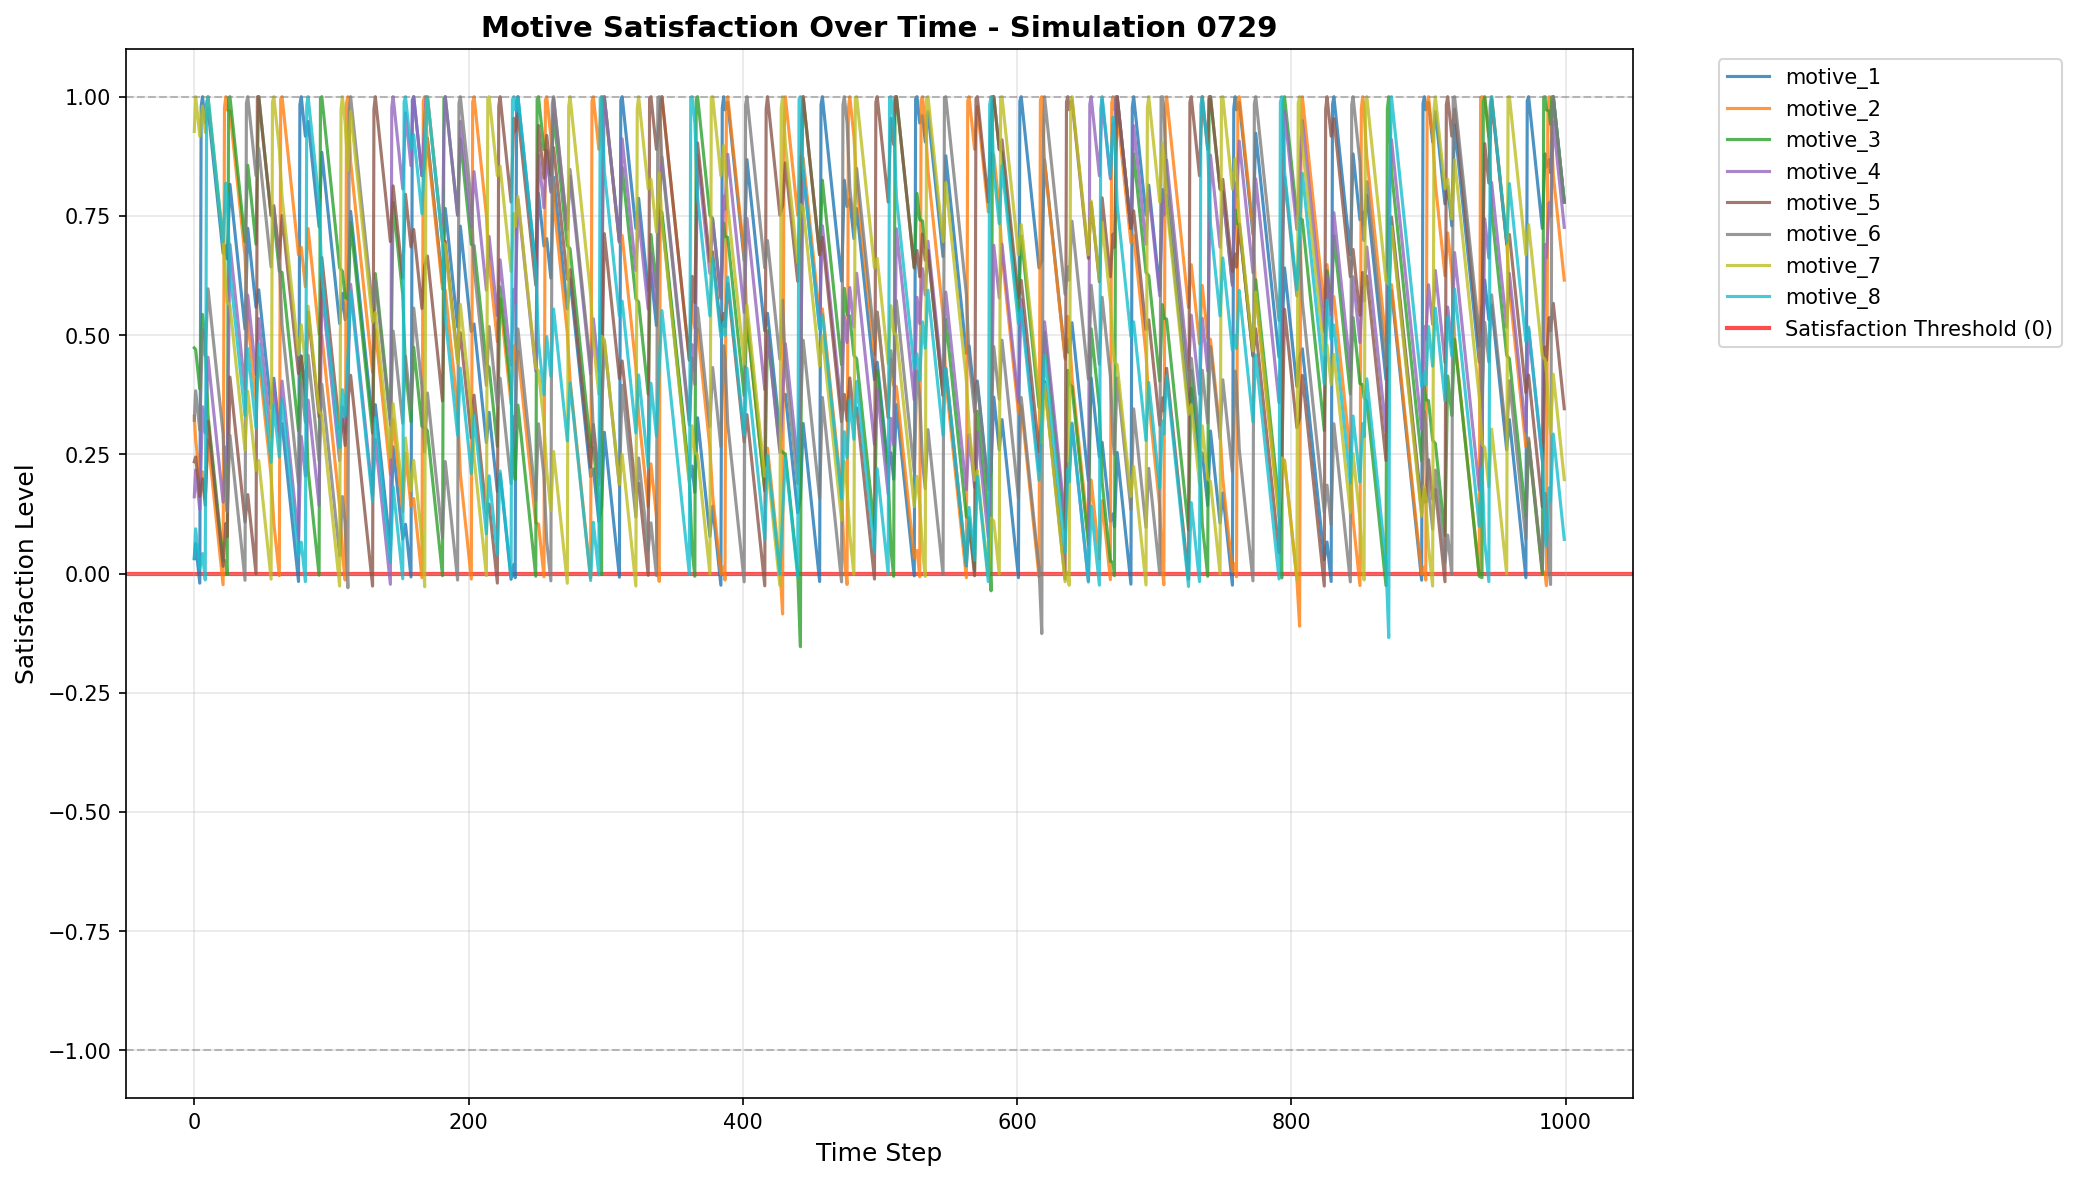 Motive Satisfaction Over Time - Simulation 0729
Satisfaction Level
1.00
0.75
0.50
0.25
0.00
−0.25
−0.50
−0.75
−1.00
0
200
400
600
800
1000
Time Step
motive_1
motive_2
motive_3
motive_4
motive_5
motive_6
motive_7
motive_8
Satisfaction Threshold (0)